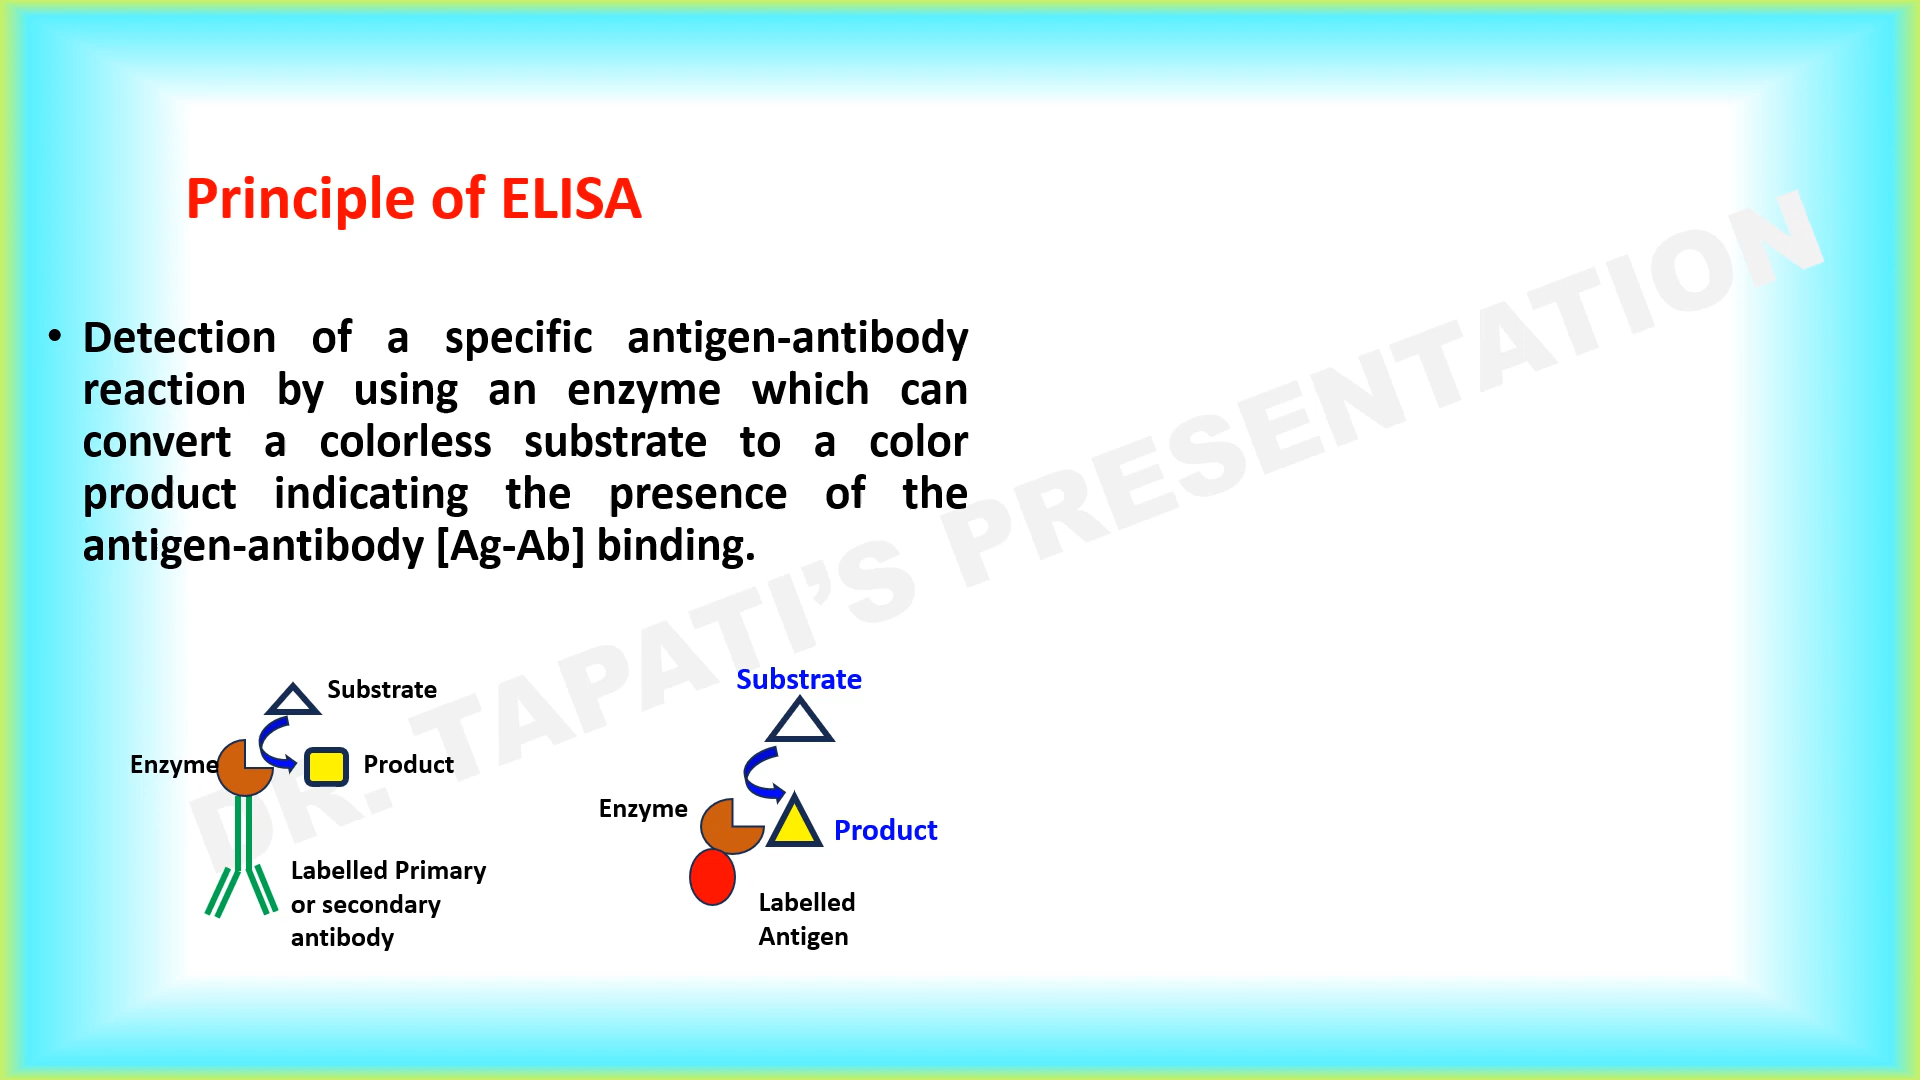 Principle of ELISA
• Detection of a specific antigen-antibody
reaction by using an enzyme which can
convert a colorless substrate to a color
product indicating the presence of the
antigen-antibody [Ag-Ab] binding.
DR. TAPATI’S PRESENTATION
Substrate
Enzyme
Product
Labelled Primary
or secondary
antibody
Substrate
Enzyme
Product
Labelled
Antigen